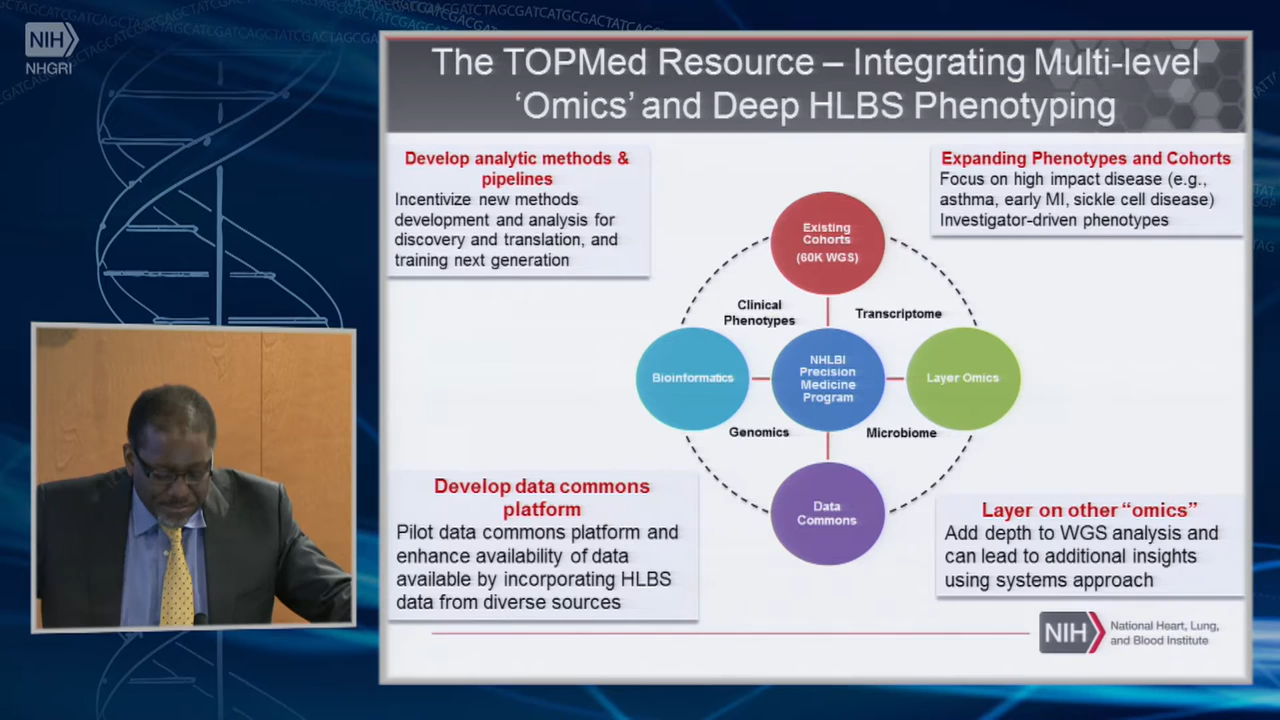 NIH
NHGRI
The TOPMed Resource – Integrating Multi-level
‘Omics’ and Deep HLBS Phenotyping
Develop analytic methods &
pipelines
Incentivize new methods
development and analysis for
discovery and translation, and
training next generation
Expanding Phenotypes and Cohorts
Focus on high impact disease (e.g.,
asthma, early MI, sickle cell disease)
Investigator-driven phenotypes
Existing
Cohorts
(60K WGS)
Clinical
Phenotypes
Transcriptome
Bioinformatics
NHLBI
Precision
Medicine
Program
Layer Omics
Genomics
Microbiome
Data
Commons
Develop data commons
platform
Pilot data commons platform and
enhance availability of data
available by incorporating HLBS
data from diverse sources
Layer on other “omics”
Add depth to WGS analysis and
can lead to additional insights
using systems approach
NIH
National Heart, Lung,
and Blood Institute